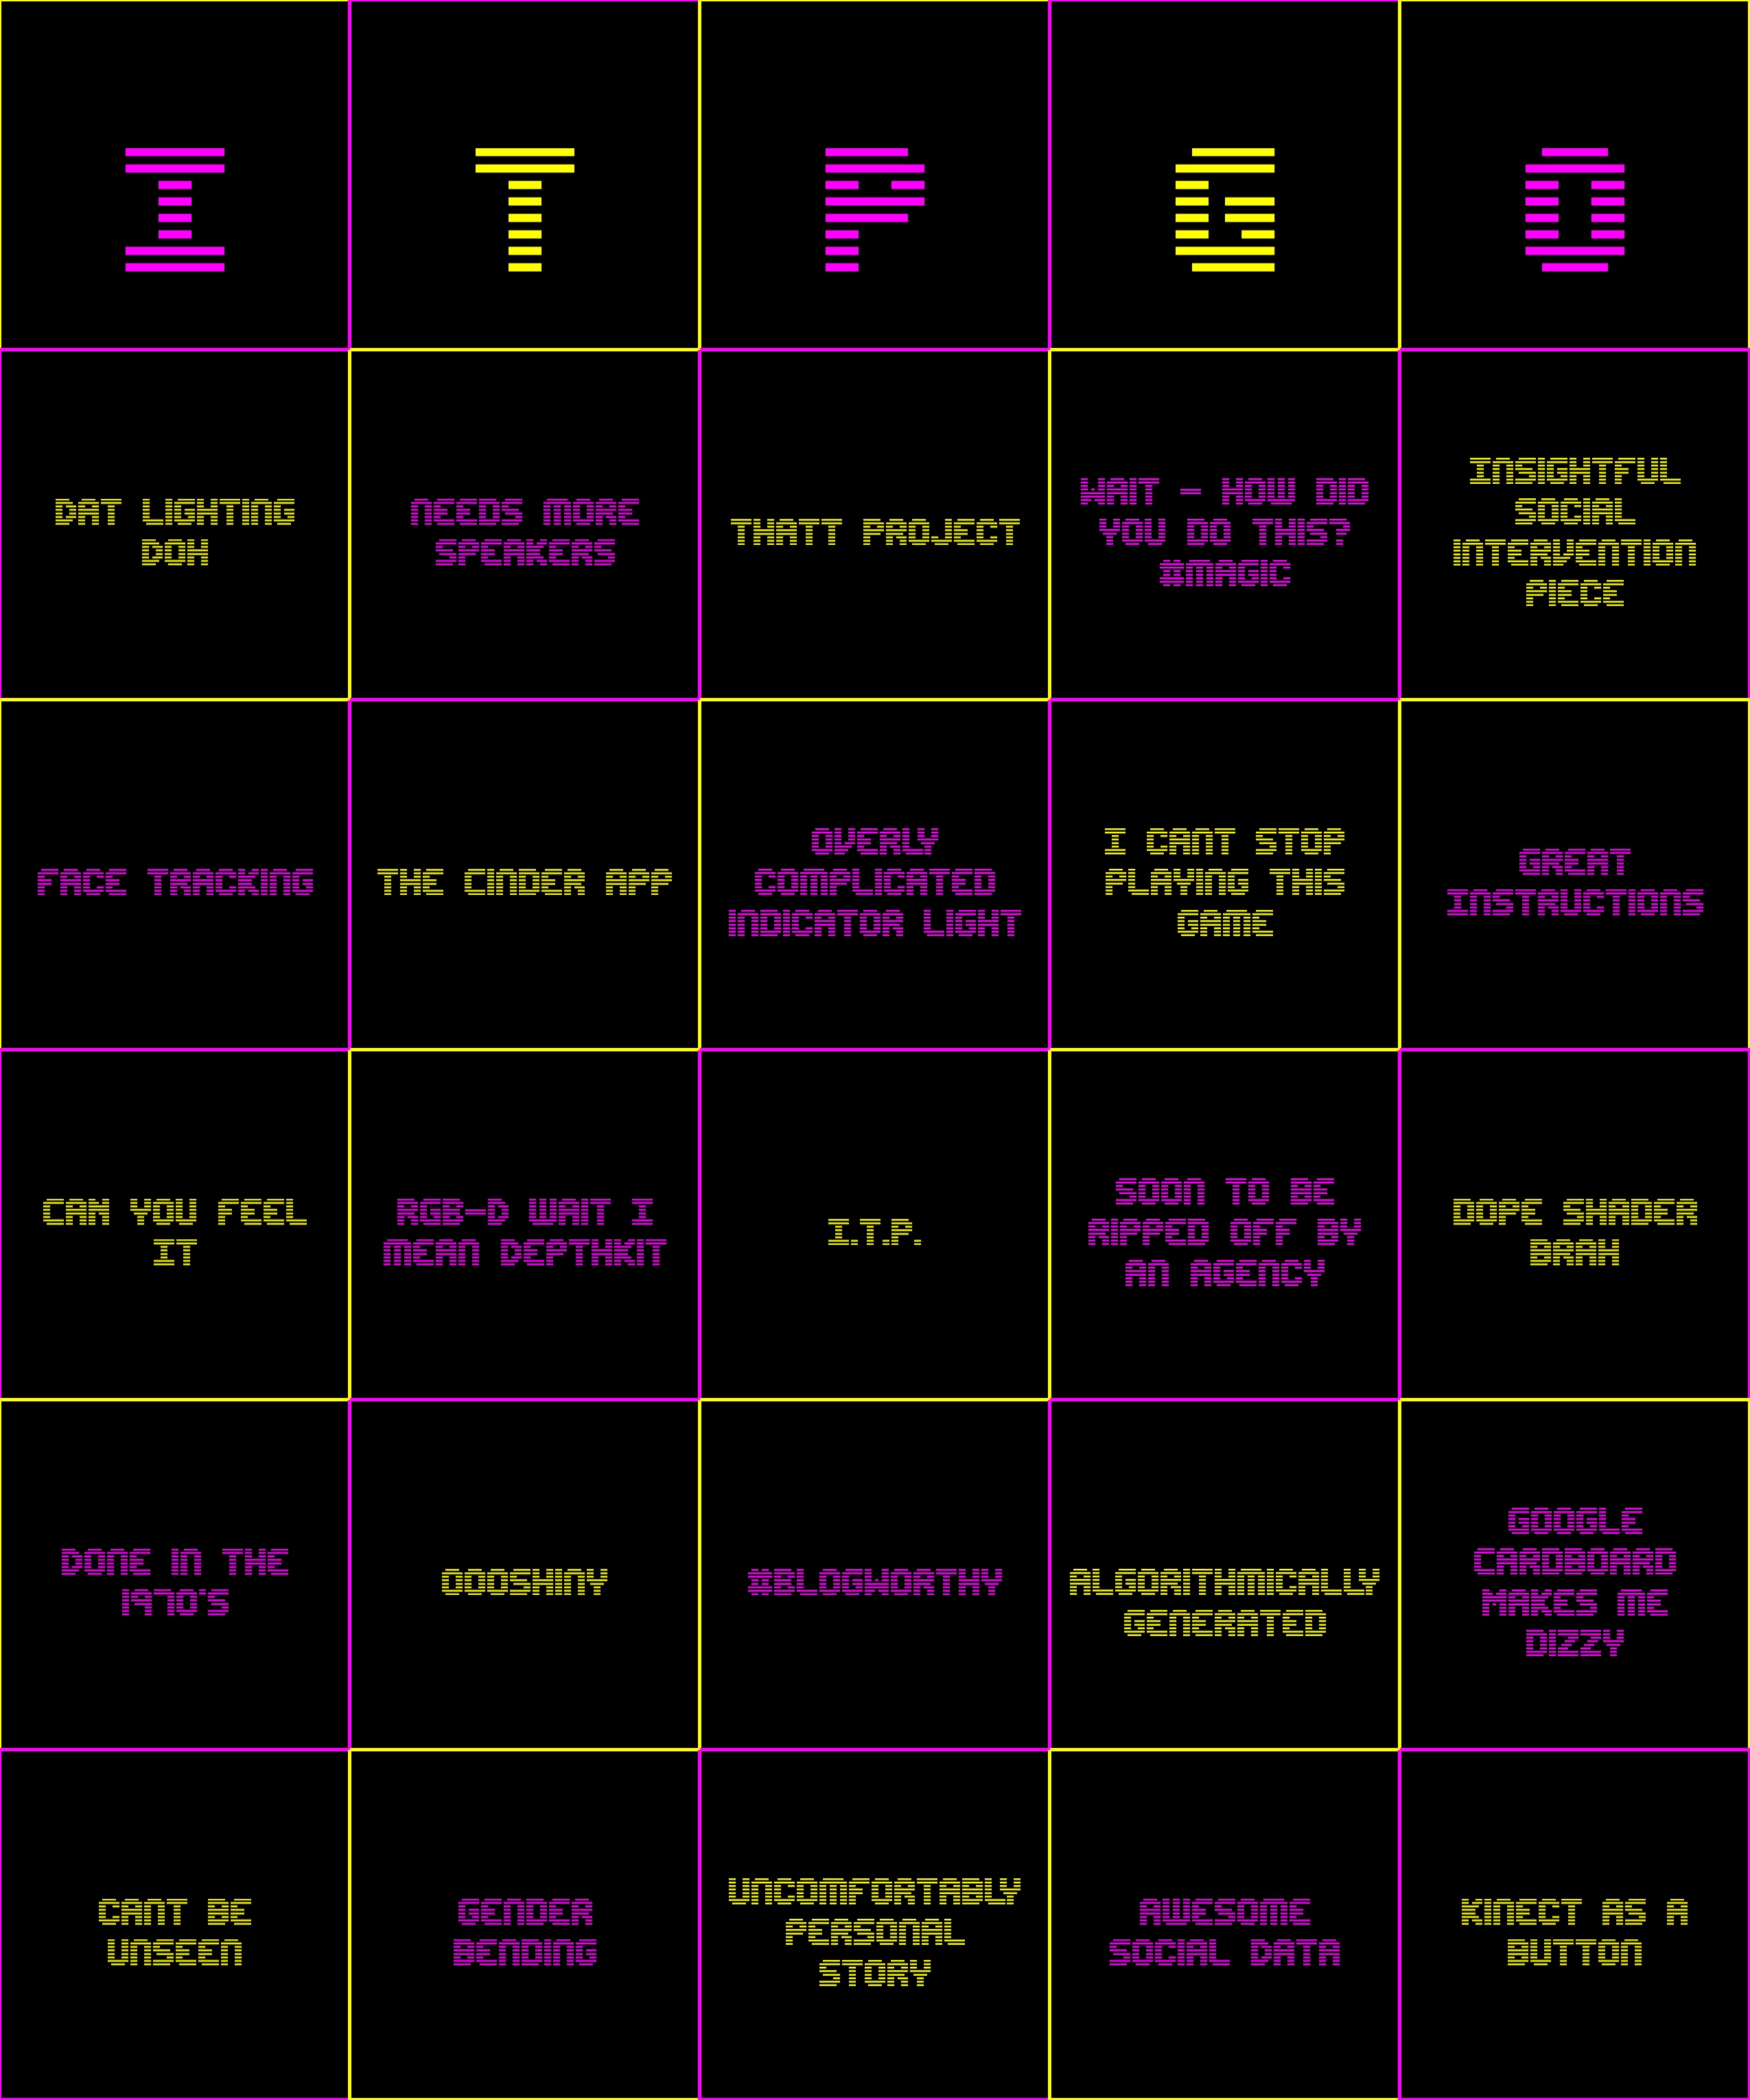 I
T
P
G
O
DAT LIGHTING
DOH
NEEDS MORE
SPEAKERS
THATT PROJECT
WAIT - HOW DID
YOU DO THIS?
#MAGIC
INSIGHTFUL
SOCIAL
INTERVENTION
PIECE
FACE TRACKING
THE CINDER APP
OVERLY
COMPLICATED
INDICATOR LIGHT
I CANT STOP
PLAYING THIS
GAME
GREAT
INSTRUCTIONS
CAN YOU FEEL
IT
RGB-D WAIT I
MEAN DEPTHKIT
I.T.P.
SOON TO BE
RIPPED OFF BY
AN AGENCY
DOPE SHADER
BRAH
DONE IN THE
1970'S
OOOSHINY
#BLOGWORTHY
ALGORITHMICALLY
GENERATED
GOOGLE
CARDBOARD
MAKES ME
DIZZY
CANT BE
UNSEEN
GENDER
BENDING
UNCOMFORTABLY
PERSONAL
STORY
AWESOME
SOCIAL DATA
KINECT AS A
BUTTON